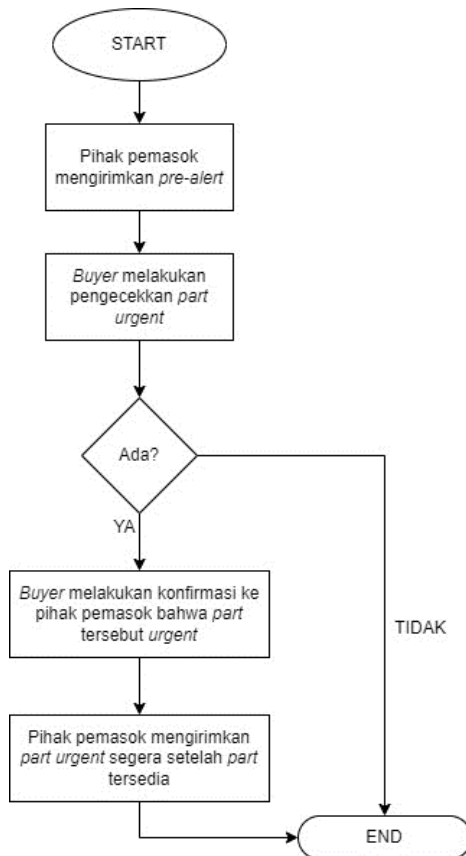 START
Pihak pemasok
mengirimkan pre-alert
Buyer melakukan
pengecekkan part
urgent
Ada?
YA
Buyer melakukan konfirmasi ke
pihak pemasok bahwa part
tersebut urgent
TIDAK
Pihak pemasok mengirimkan
part urgent segera setelah part
tersedia
END